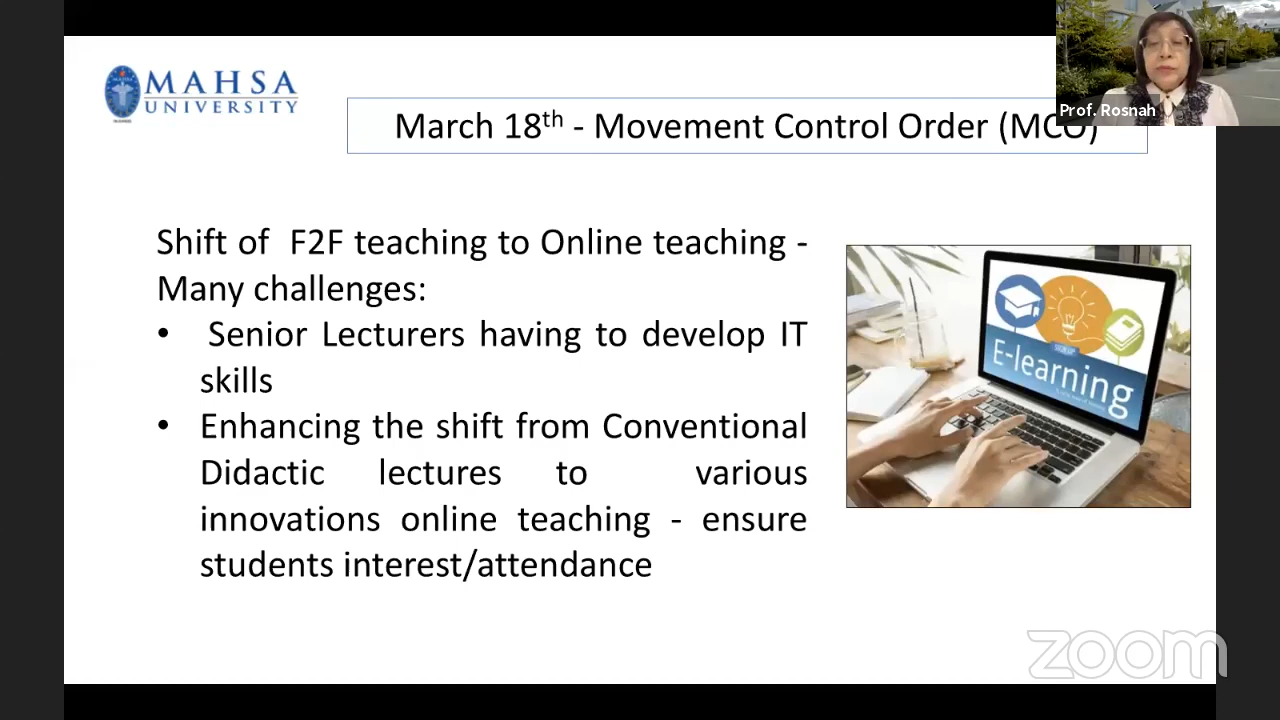 MAHSA
UNIVERSITY
Prof. Rosnah
March 18th - Movement Control Order (MCO)
Shift of F2F teaching to Online teaching -
Many challenges:
• Senior Lecturers having to develop IT
skills
• Enhancing the shift from Conventional
Didactic lectures to various
innovations online teaching - ensure
students interest/attendance
SIGN UP
E-learning
zoom